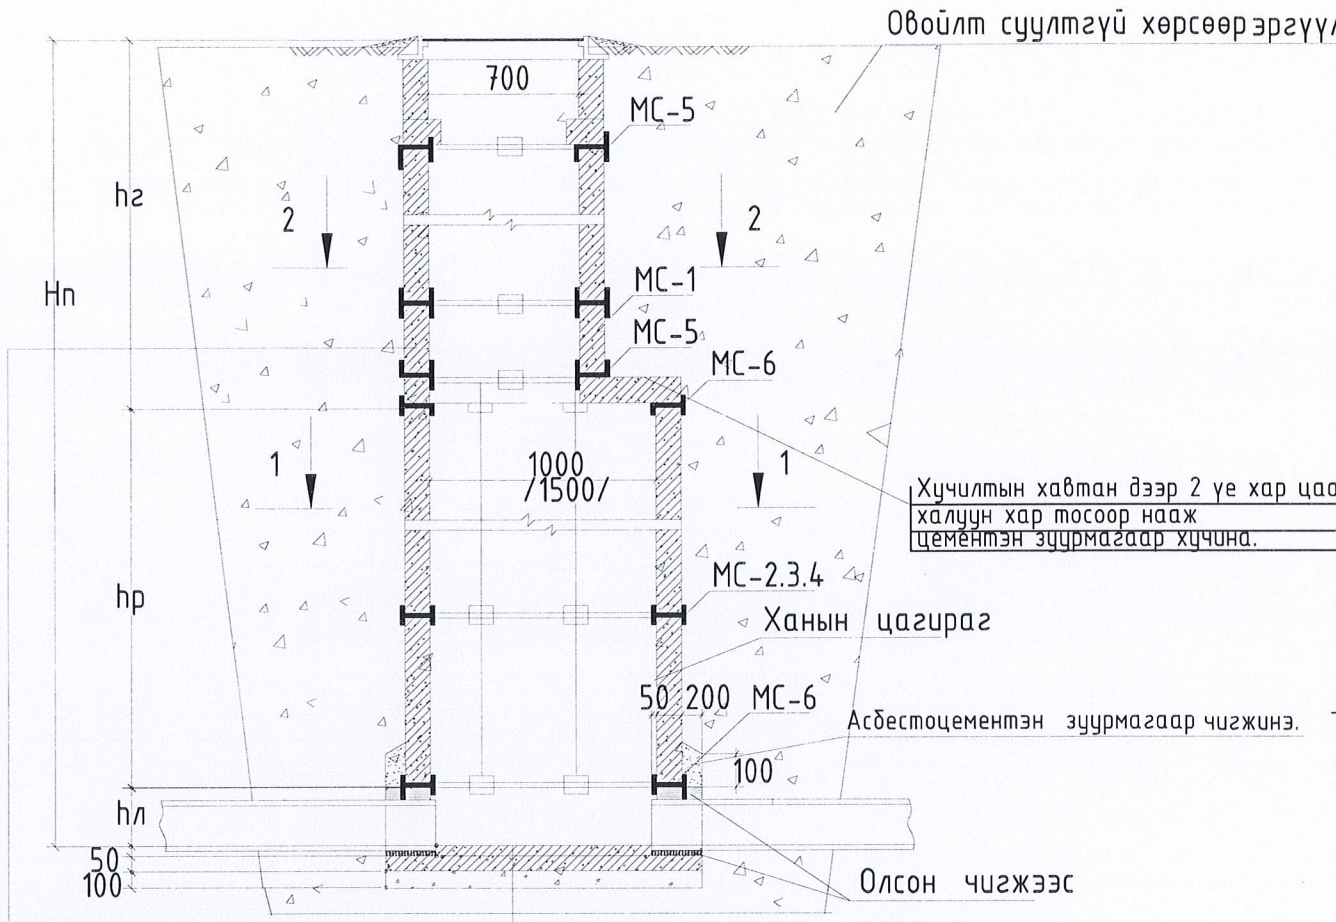 Овойлт суултгүй хөрсөөр
700
МС-5
hг
2
2
Нп
МС-1
МС-5
МС-6
1
1000
/1500/
1
Хучилтын хавтан дээр 2 үе хар
халуун хар тосоор нааж
цементэн зуурмагаар хучина.
МС-2.3.4
hр
Ханын цагираг
50 200 МС-6
Асбестоцементэн зуурмагаар чигжинэ.
100
hл
50
100
Олсон чигжээс